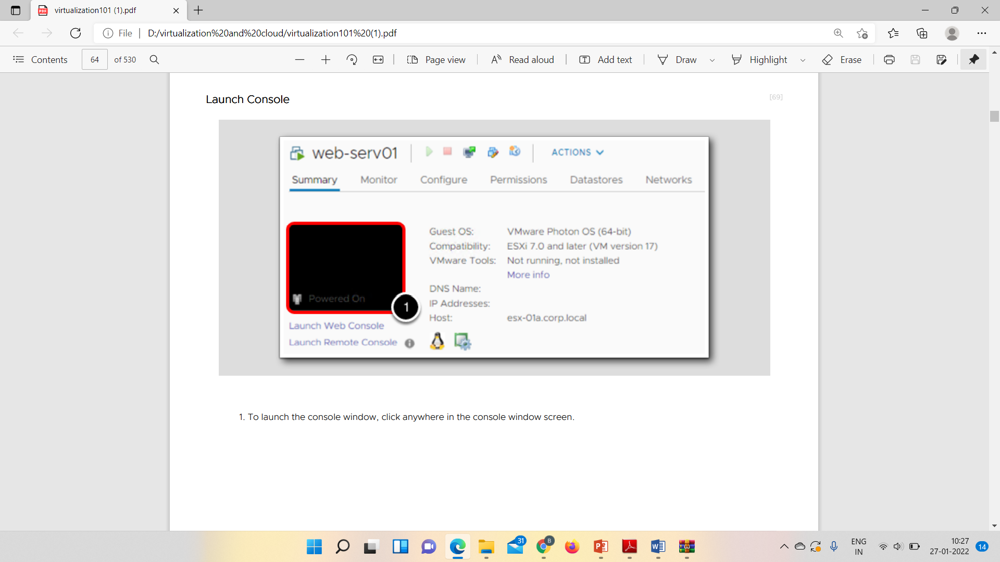 virtualization101 (1).pdf
File D:/virtualization%20and%20cloud/virtualization101%20(1).pdf
Contents 64 of 530 Page view Read aloud Add text Draw Highlight Erase
Launch Console [69]
web-serv01 ACTIONS
Summary Monitor Configure Permissions Datastores Networks
Guest OS: VMware Photon OS (64-bit)
Compatibility: ESXi 7.0 and later (VM version 17)
VMware Tools: Not running, not installed
More info
DNS Name:
Powered On
1
IP Addresses:
Host: esx-01a.corp.local
Launch Web Console
Launch Remote Console
1. To launch the console window, click anywhere in the console window screen.
31
B
ENG
IN
10:27
27-01-2022
14